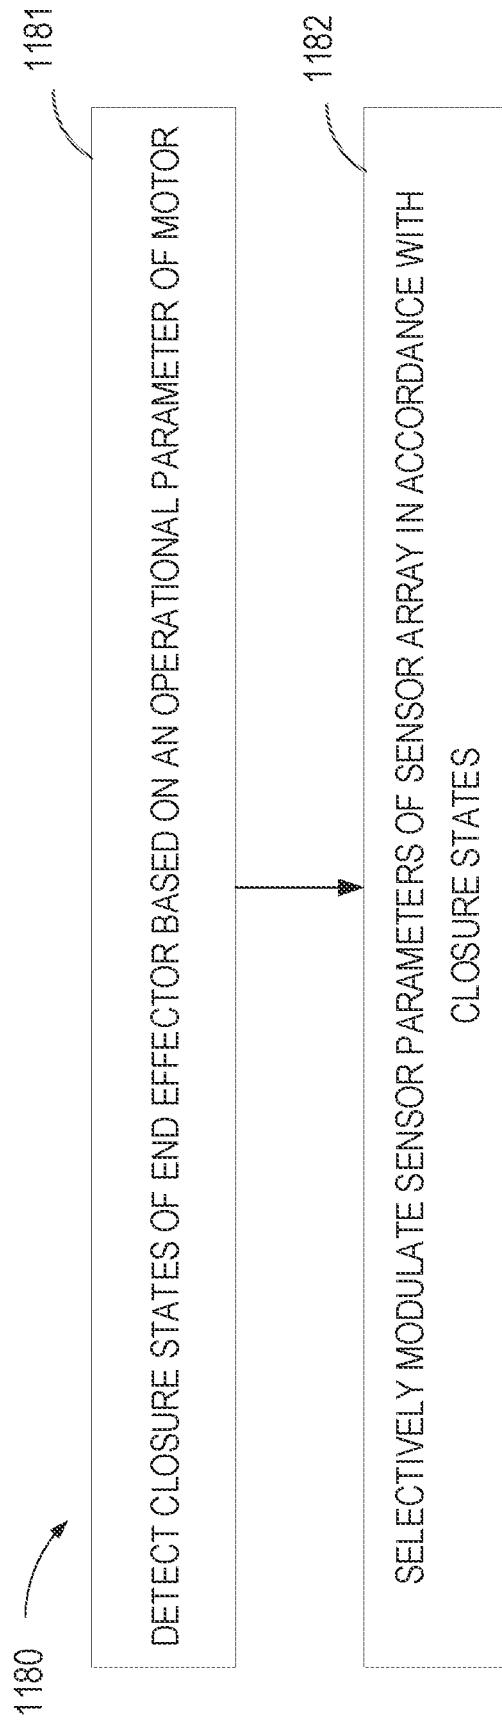 1180
1181
DETECT CLOSURE STATES OF END EFFECTOR BASED ON AN OPERATIONAL PARAMETER OF MOTOR
1182
SELECTIVELY MODULATE SENSOR PARAMETERS OF SENSOR ARRAY IN ACCORDANCE WITH
CLOSURE STATES